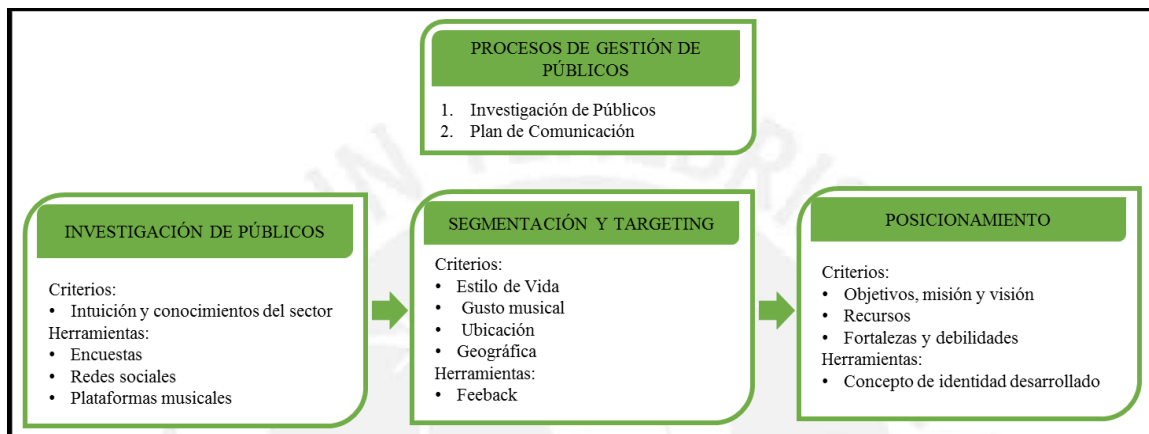 PROCESOS DE GESTIÓN DE
PÚBLICOS
1. Investigación de Públicos
2. Plan de Comunicación
INVESTIGACIÓN DE PÚBLICOS
Criterios:
• Intuición y conocimientos del sector
Herramientas:
• Encuestas
• Redes sociales
• Plataformas musicales
SEGMENTACIÓN Y TARGETING
Criterios:
• Estilo de Vida
• Gusto musical
• Ubicación
• Geográfica
Herramientas:
• Feeback
POSICIONAMIENTO
Criterios:
• Objetivos, misión y visión
• Recursos
• Fortalezas y debilidades
Herramientas:
• Concepto de identidad desarrollado